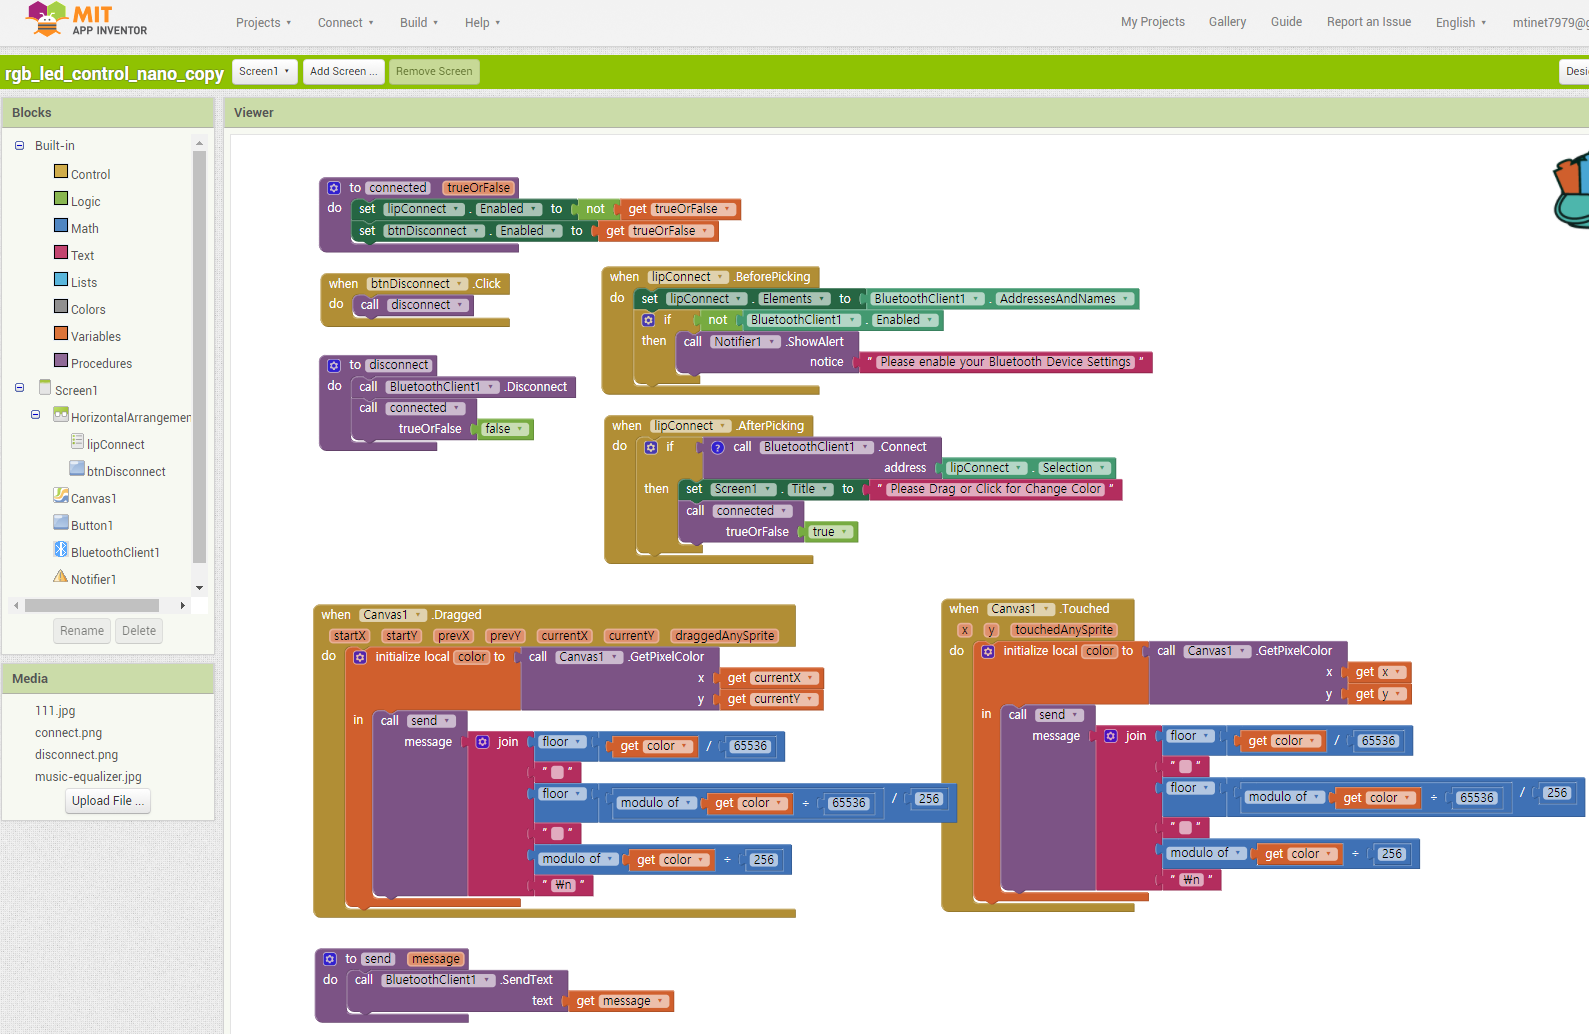 MIT
APP INVENTOR
Projects
Connect
Build
Help
My Projects
Gallery
Guide
Report an Issue
English
mtinet7979@
rgb_led_control_nano_copy
Screen1
Add Screen ...
Remove Screen
Desi
Blocks
Viewer
Built-in
Control
Logic
Math
Text
Lists
Colors
Variables
Procedures
Screen1
HorizontalArrangemen
lipConnect
btnDisconnect
Canvas1
Button1
BluetoothClient1
Notifier1
Rename
Delete
Media
111.jpg
connect.png
disconnect.png
music-equalizer.jpg
Upload File ...
to connected trueOrFalse
do set lipConnect . Enabled to not get trueOrFalse
set btnDisconnect . Enabled to get trueOrFalse
when btnDisconnect .Click
do call disconnect
to disconnect
do call BluetoothClient1 .Disconnect
call connected
trueOrFalse false
when lipConnect .BeforePicking
do set lipConnect . Elements to BluetoothClient1 . AddressesAndNames
if not BluetoothClient1 . Enabled
then call Notifier1 .ShowAlert
notice " Please enable your Bluetooth Device Settings "
when lipConnect .AfterPicking
do if ? call BluetoothClient1 .Connect
address lipConnect . Selection
then set Screen1 . Title to " Please Drag or Click for Change Color "
call connected
trueOrFalse true
when Canvas1 .Dragged
startX startY prevX prevY currentX currentY draggedAnySprite
do initialize local color to call Canvas1 .GetPixelColor
x get currentX
y get currentY
in call send
message join floor get color / 65536
" "
floor modulo of get color ÷ 65536 / 256
" "
modulo of get color ÷ 256
" ₩n "
when Canvas1 .Touched
x y touchedAnySprite
do initialize local color to call Canvas1 .GetPixelColor
x get x
y get y
in call send
message join floor get color / 65536
" "
floor modulo of get color ÷ 65536 / 256
" "
modulo of get color ÷ 256
" ₩n "
to send message
do call BluetoothClient1 .SendText
text get message